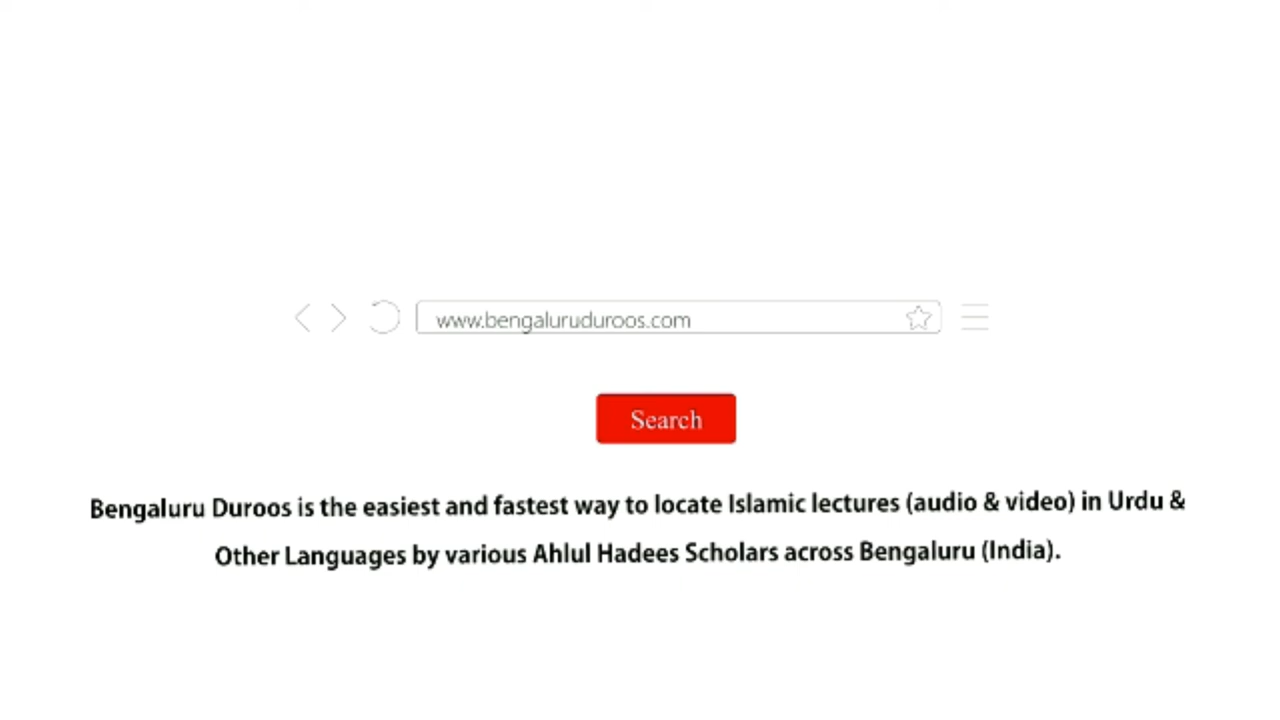 www.bengaluruduroos.com
Search
Bengaluru Duroos is the easiest and fastest way to locate Islamic lectures (audio & video) in Urdu &
Other Languages by various Ahlul Hadees Scholars across Bengaluru (India).